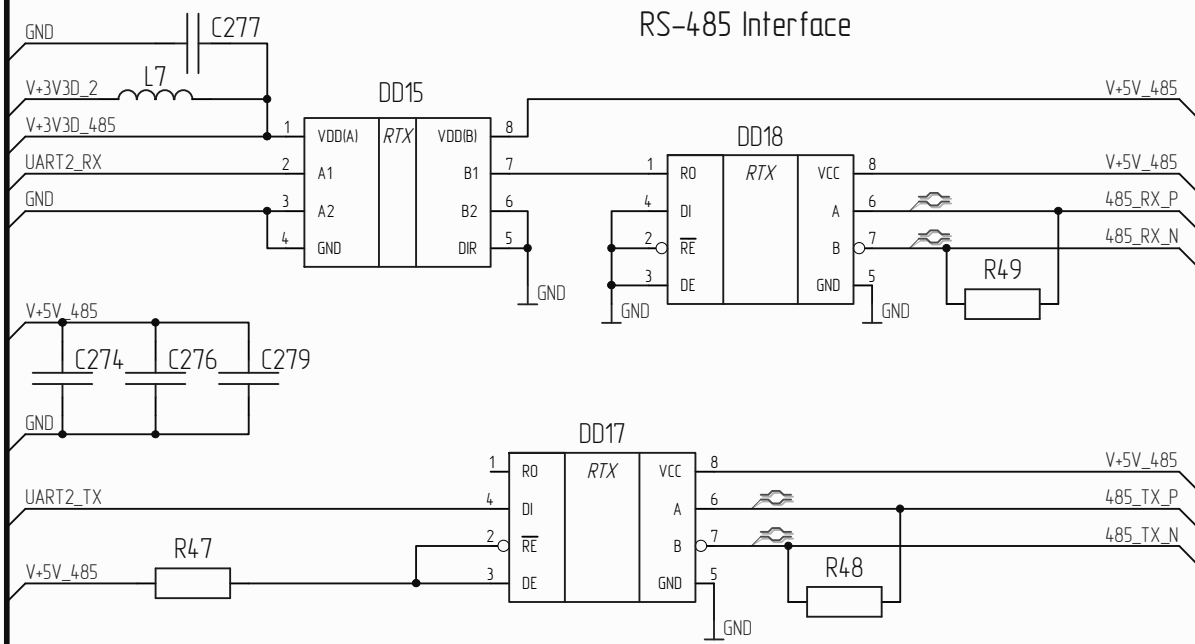 RS-485 Interface
GND
C277
V+3V3D_2
L7
V+3V3D_485
UART2_RX
GND
DD15
1 VDD(A) RTX VDD(B) 8
2 A1 B1 7
3 A2 B2 6
4 GND DIR 5
GND
V+5V_485
DD18
1 RO RTX VCC 8
4 DI A 6
2 RE B 7
3 DE GND 5
GND
GND
V+5V_485
485_RX_P
485_RX_N
R49
V+5V_485
C274
C276
C279
GND
DD17
1 RO RTX VCC 8
4 DI A 6
2 RE B 7
3 DE GND 5
UART2_TX
R47
V+5V_485
GND
V+5V_485
485_TX_P
485_TX_N
R48